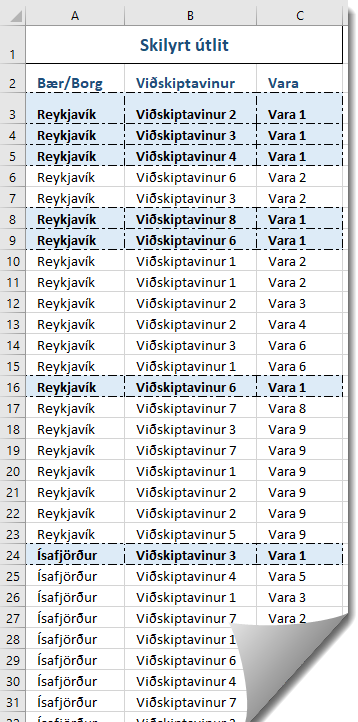 A B C
1 Skilyrt útlit
2 Bær/Borg Viðskiptavinur Vara
3 Reykjavík Viðskiptavinur 2 Vara 1
4 Reykjavík Viðskiptavinur 3 Vara 1
5 Reykjavík Viðskiptavinur 4 Vara 1
6 Reykjavík Viðskiptavinur 6 Vara 2
7 Reykjavík Viðskiptavinur 3 Vara 2
8 Reykjavík Viðskiptavinur 8 Vara 1
9 Reykjavík Viðskiptavinur 6 Vara 1
10 Reykjavík Viðskiptavinur 1 Vara 2
11 Reykjavík Viðskiptavinur 1 Vara 2
12 Reykjavík Viðskiptavinur 2 Vara 3
13 Reykjavík Viðskiptavinur 2 Vara 4
14 Reykjavík Viðskiptavinur 3 Vara 6
15 Reykjavík Viðskiptavinur 1 Vara 6
16 Reykjavík Viðskiptavinur 6 Vara 1
17 Reykjavík Viðskiptavinur 7 Vara 8
18 Reykjavík Viðskiptavinur 3 Vara 9
19 Reykjavík Viðskiptavinur 7 Vara 9
20 Reykjavík Viðskiptavinur 1 Vara 9
21 Reykjavík Viðskiptavinur 2 Vara 9
22 Reykjavík Viðskiptavinur 2 Vara 9
23 Reykjavík Viðskiptavinur 5 Vara 9
24 Ísafjörður Viðskiptavinur 3 Vara 1
25 Ísafjörður Viðskiptavinur 4 Vara 5
26 Ísafjörður Viðskiptavinur 1 Vara 3
27 Ísafjörður Viðskiptavinur 7 Vara 2
28 Ísafjörður Viðskiptavinur 1
29 Ísafjörður Viðskiptavinur 6
30 Ísafjörður Viðskiptavinur 4
31 Ísafjörður Viðskiptavinur 7